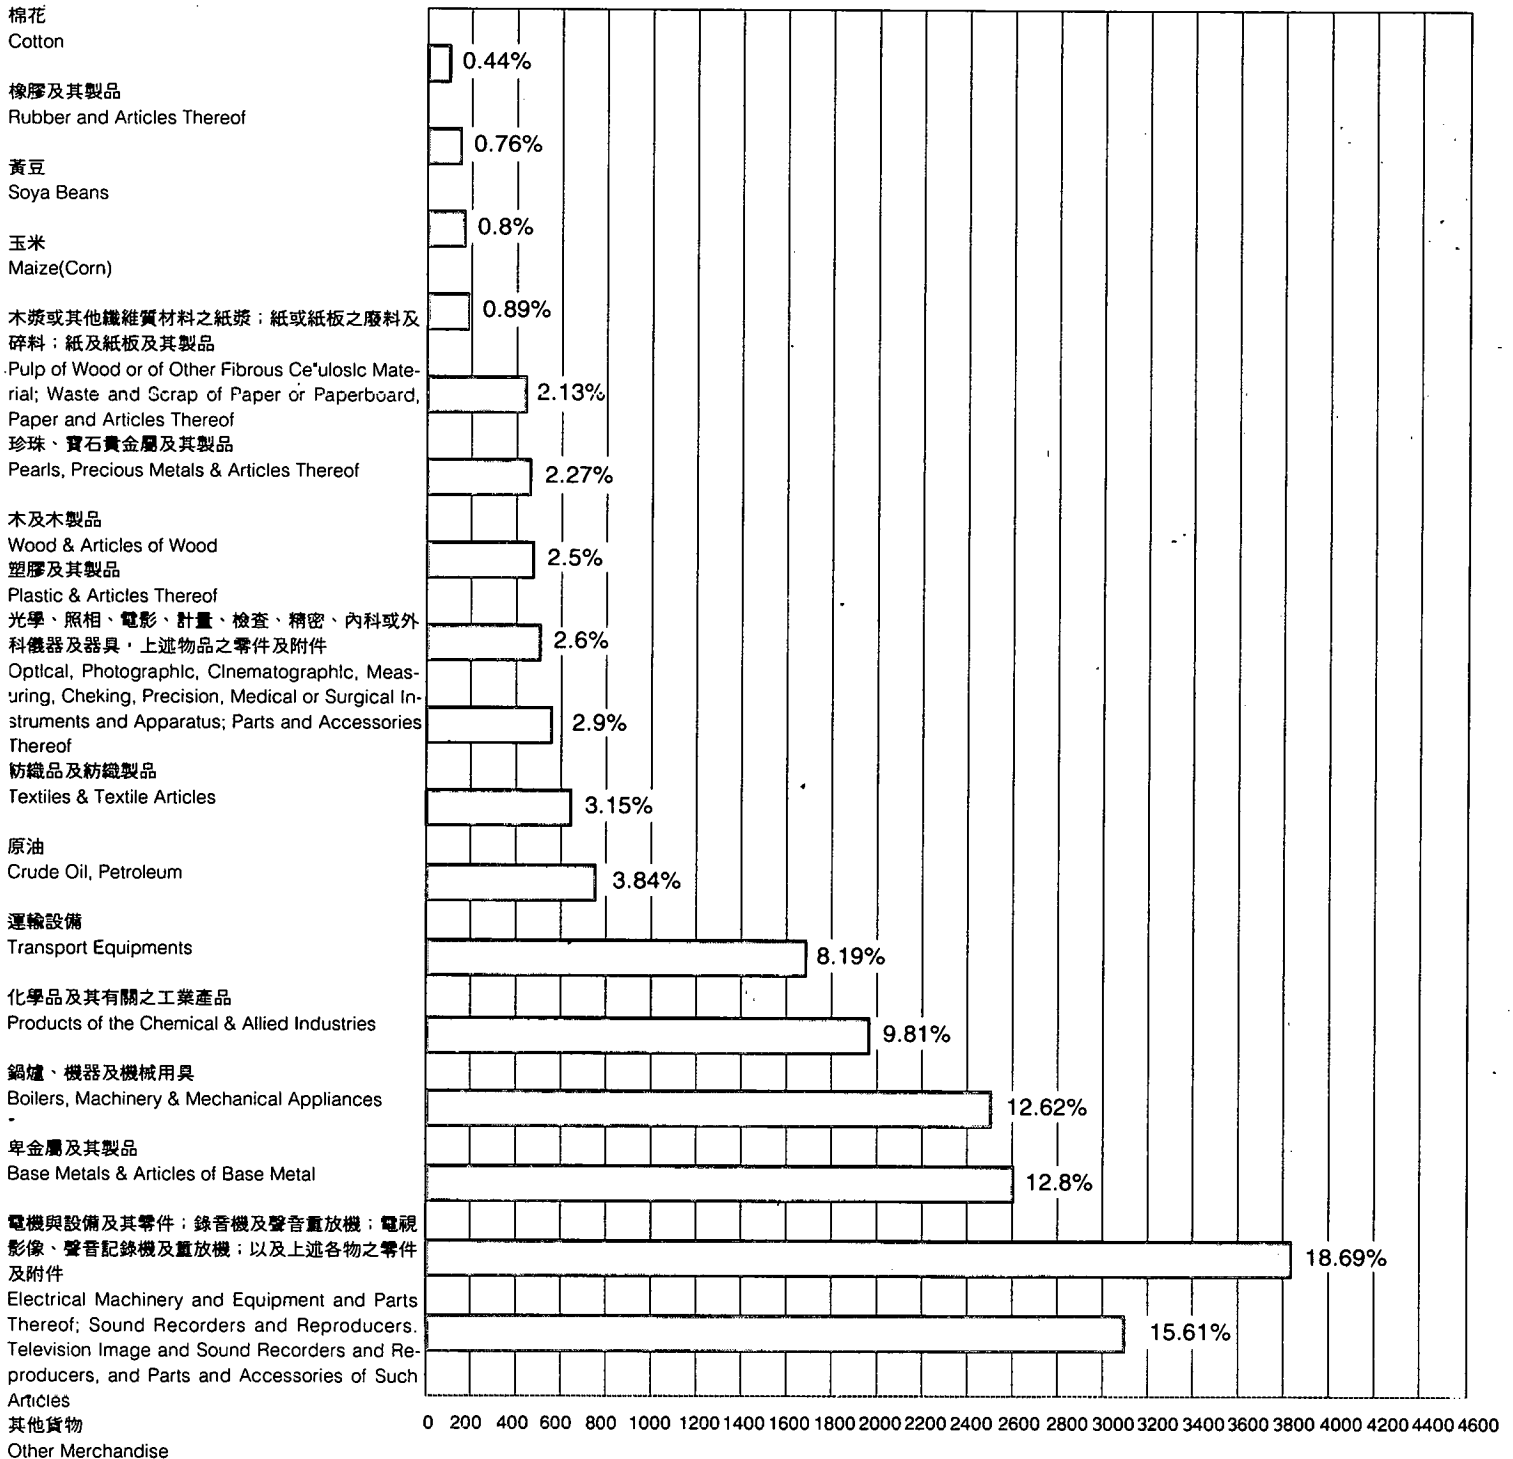 棉花
Cotton
0.44%
橡膠及其製品
Rubber and Articles Thereof
0.76%
黃豆
Soya Beans
0.8%
玉米
Maize(Corn)
0.89%
木漿或其他纖維質材料之紙漿；紙或紙板之廢料及
碎料；紙及紙板及其製品
Pulp of Wood or of Other Fibrous Mate-
rial; Waste and Scrap of Paper or Paperboard,
Paper and Articles Thereof
2.13%
珍珠、寶石貴金屬及其製品
Pearls, Precious Metals & Articles Thereof
2.27%
木及木製品
Wood & Articles of Wood
2.5%
塑膠及其製品
Plastic & Articles Thereof
2.6%
光學、照相、電影、計量、檢查、精密、內科或外
科儀器及器具，上述物品之零件及附件
Optical, Photographic, Cinematographic, Meas-
uring, Cheking, Precision, Medical or Surgical In-
struments and Apparatus; Parts and Accessories
Thereof
2.9%
紡織品及紡織製品
Textiles & Textile Articles
3.15%
原油
Crude Oil, Petroleum
3.84%
運輸設備
Transport Equipments
8.19%
化學品及其有關之工業產品
Products of the Chemical & Allied Industries
9.81%
鍋爐、機器及機械用具
Boilers, Machinery & Mechanical Appliances
12.62%
卑金屬及其製品
Base Metals & Articles of Base Metal
12.8%
電機與設備及其零件；錄音機及聲音重放機；電視
影像、聲音記錄機及重放機；以及上述各物之零件
及附件
Electrical Machinery and Equipment and Parts
Thereof; Sound Recorders and Reproducers.
Television Image and Sound Recorders and Re-
producers, and Parts and Accessories of Such
Articles
18.69%
其他貨物
Other Merchandise
15.61%
0 200 400 600 800 1000 1200 1400 1600 1800 2000 2200 2400 2600 2800 3000 3200 3400 3600 3800 4000 4200 4400 4600